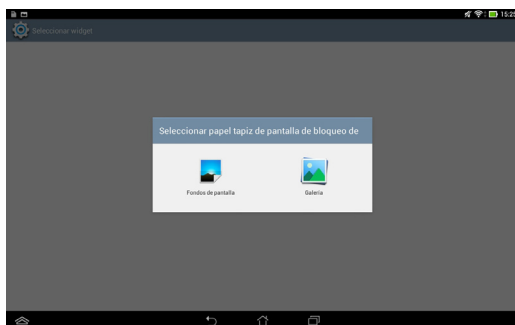 15:25
Seleccionar widget
Seleccionar papel tapiz de pantalla de bloqueo de
Fondos de pantalla
Galería